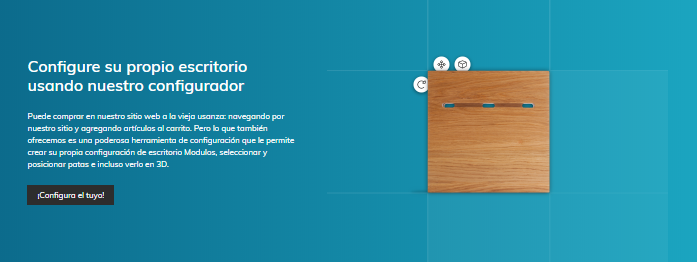 Configure su propio escritorio
usando nuestro configurador
Puede comprar en nuestro sitio web a la vieja usanza: navegando por
nuestro sitio y agregando artículos al carrito. Pero lo que también
ofrecemos es una poderosa herramienta de configuración que le permite
crear su propia configuración de escritorio Modulos, seleccionar y
posicionar patas e incluso verlo en 3D.
¡Configura el tuyo!